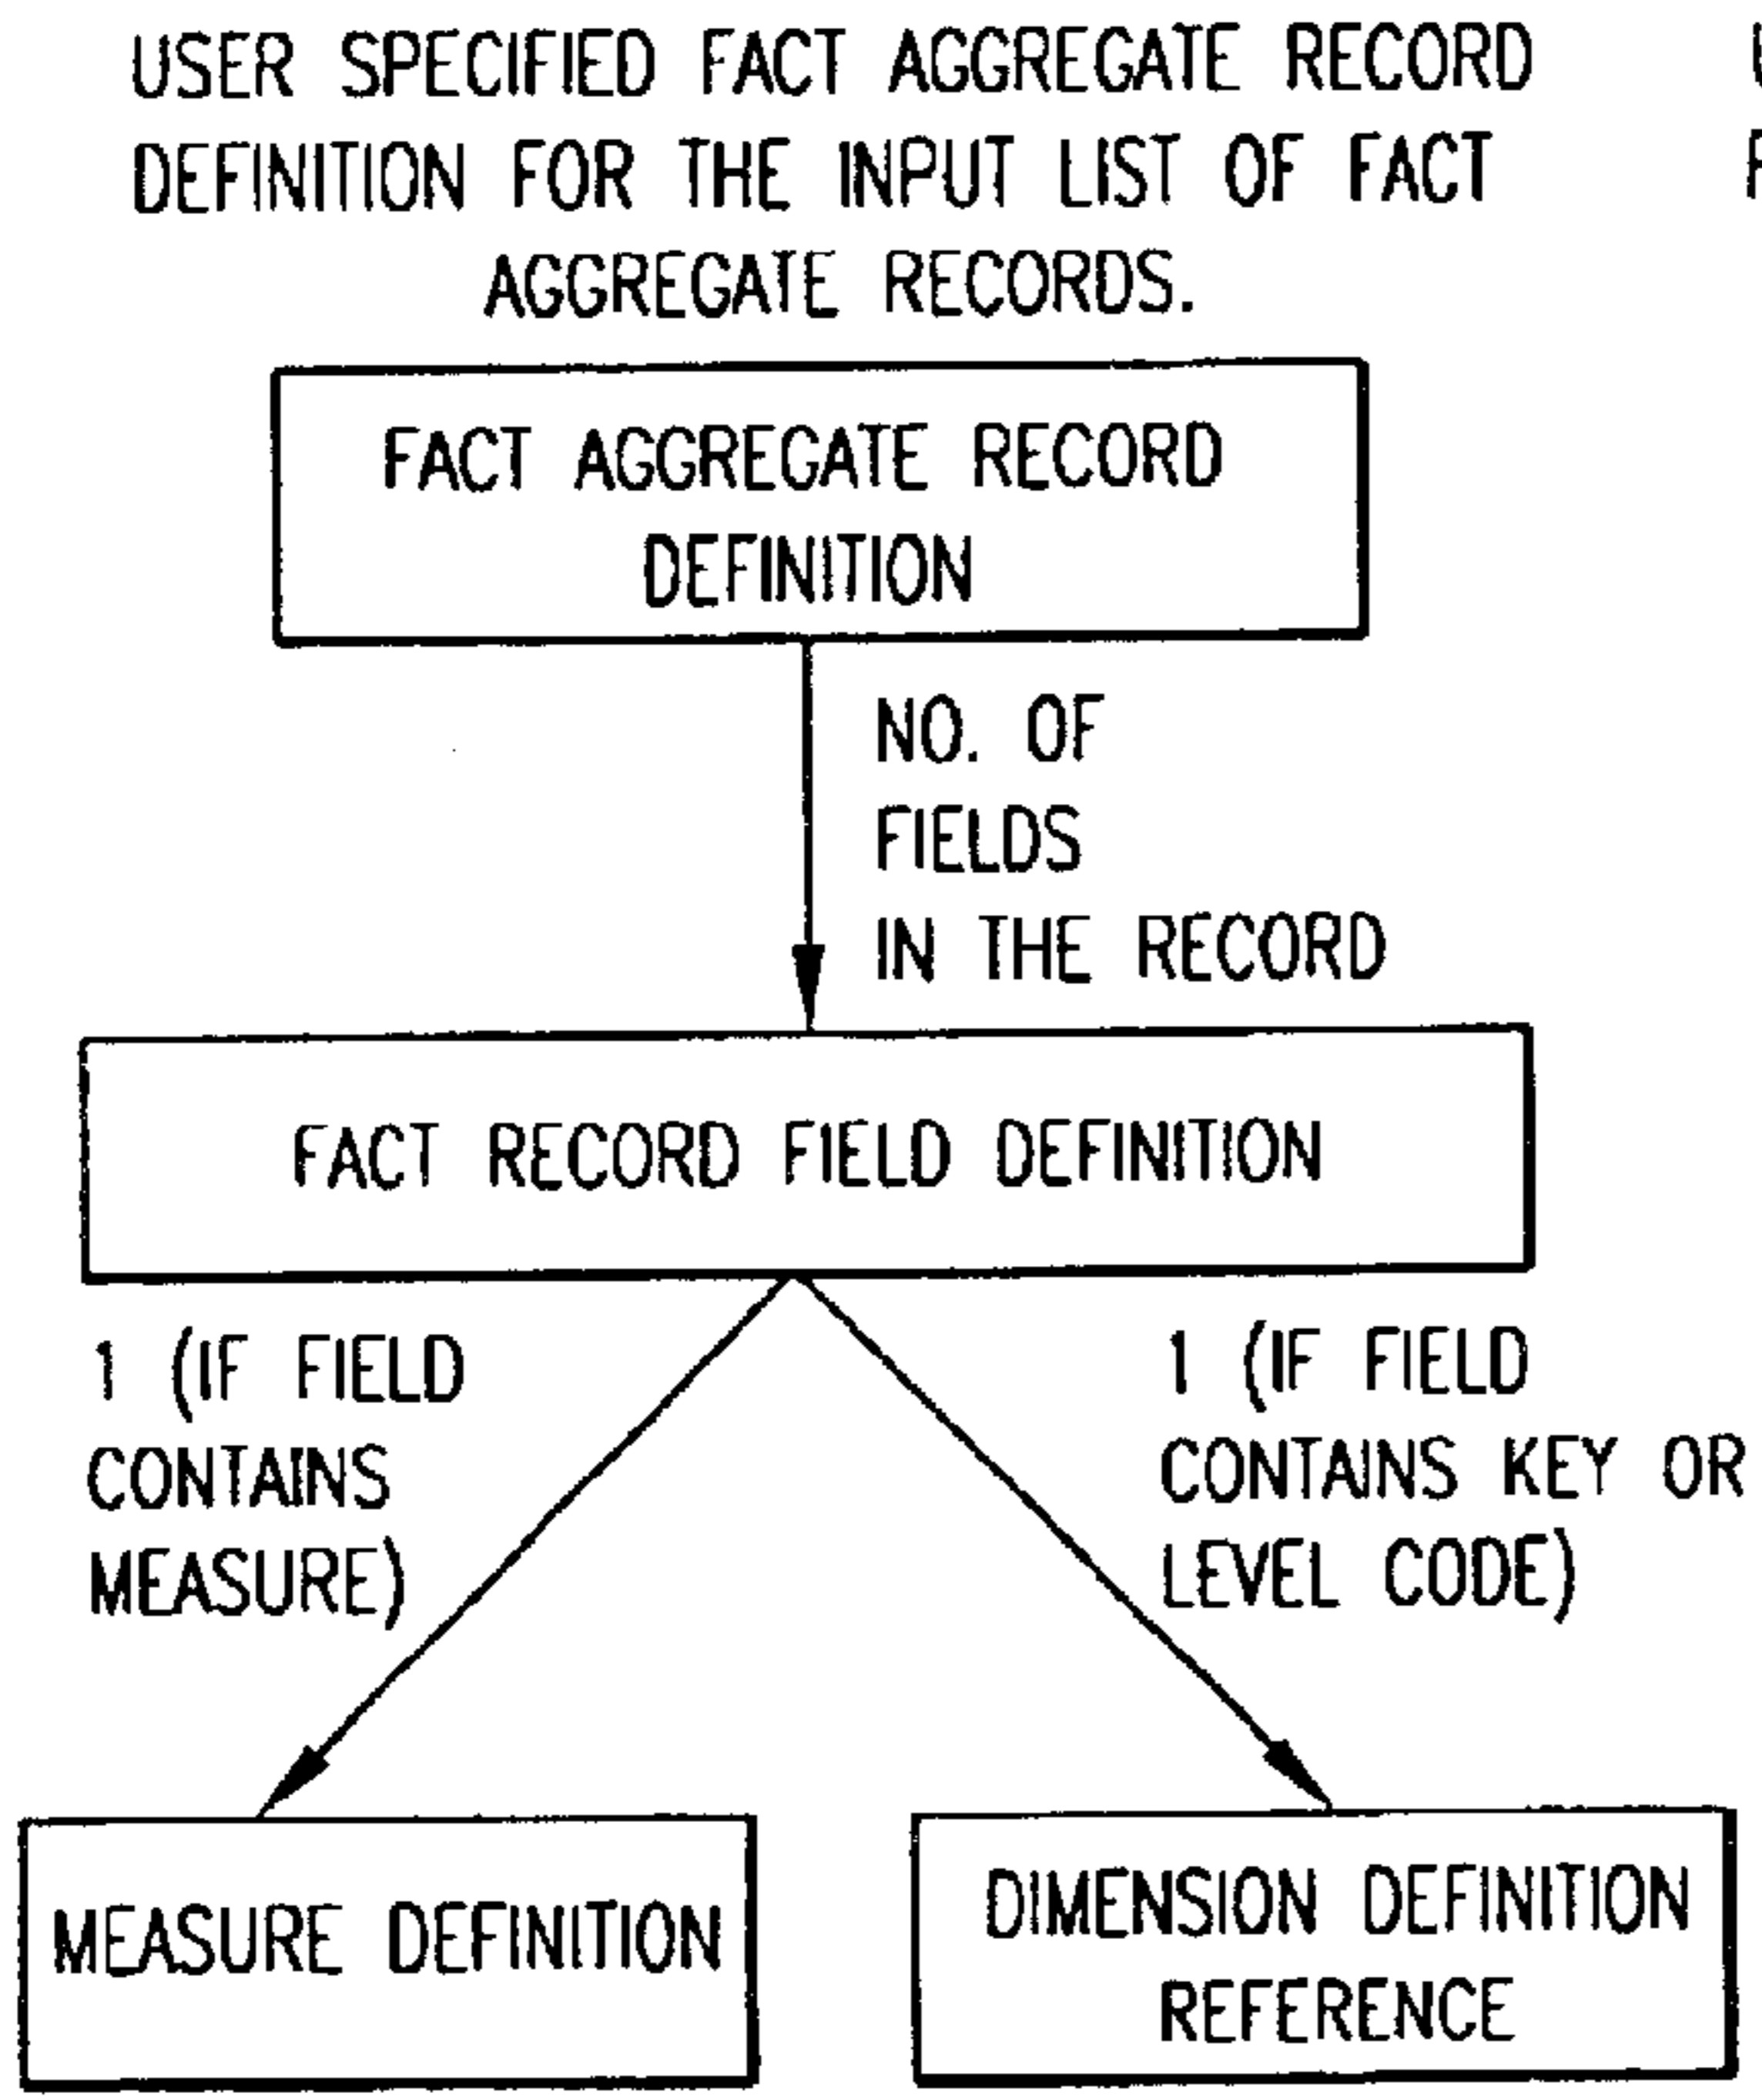 USER SPECIFIED FACT AGGREGATE RECORD
DEFINITION FOR THE INPUT LIST OF FACT
AGGREGATE RECORDS.
FACT AGGREGATE RECORD
DEFINITION
NO. OF
FIELDS
IN THE RECORD
FACT RECORD FIELD DEFINITION
1 (IF FIELD
CONTAINS
MEASURE)
1 (IF FIELD
CONTAINS KEY OR
LEVEL CODE)
MEASURE DEFINITION
DIMENSION DEFINITION
REFERENCE